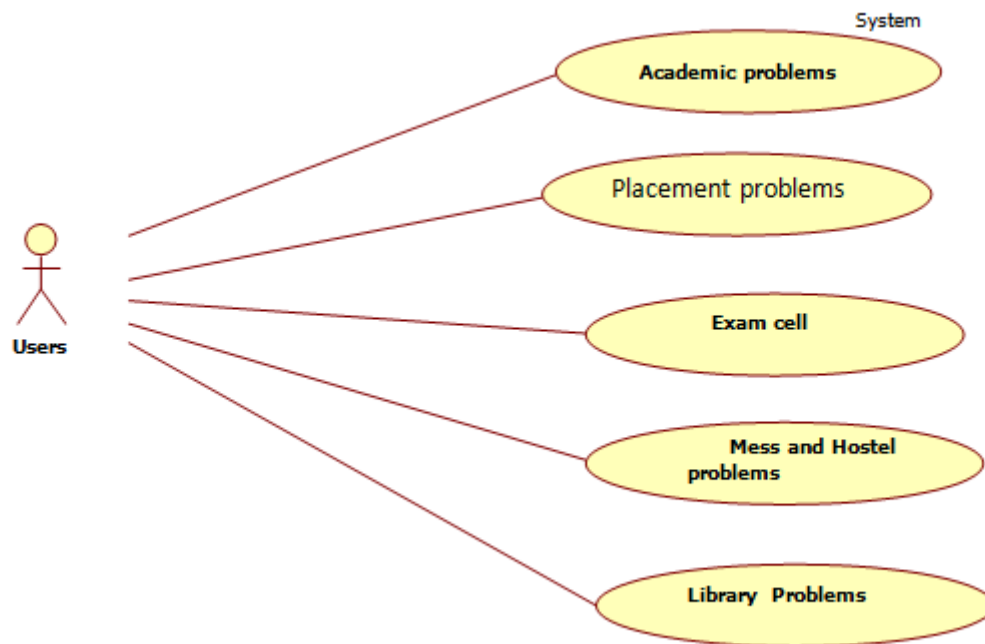 System
Academic problems
Placement problems
Users
Exam cell
Mess and Hostel
problems
Library Problems